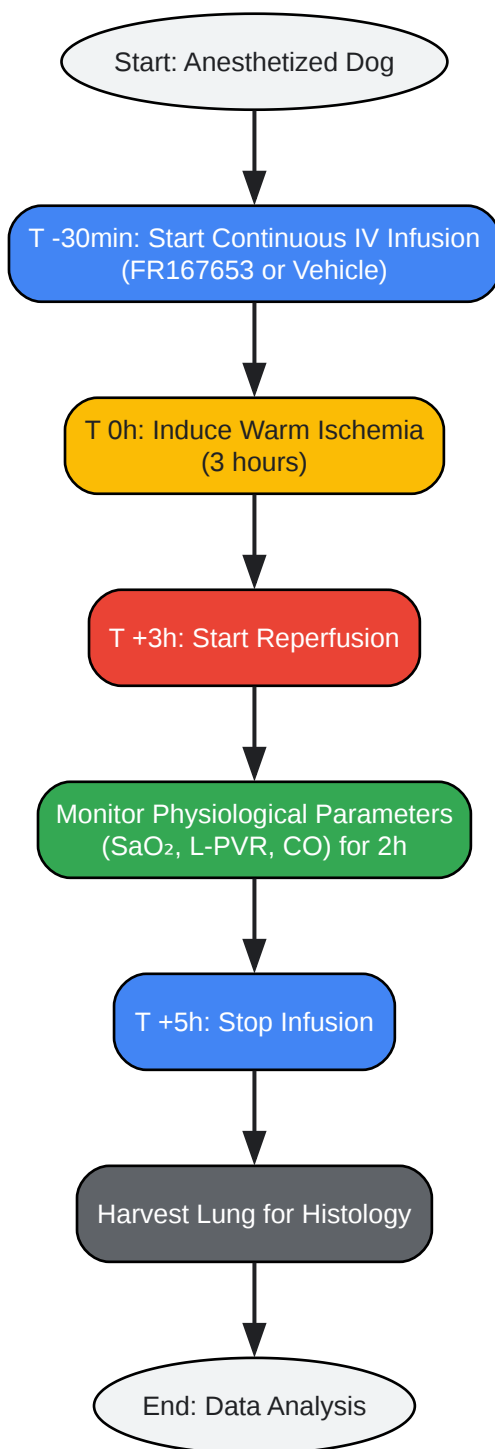 Start: Anesthetized Dog
T -30min: Start Continuous IV Infusion
(FR167653 or Vehicle)
T 0h: Induce Warm Ischemia
(3 hours)
T +3h: Start Reperfusion
Monitor Physiological Parameters
(SaO₂, L-PVR, CO) for 2h
T +5h: Stop Infusion
Harvest Lung for Histology
End: Data Analysis